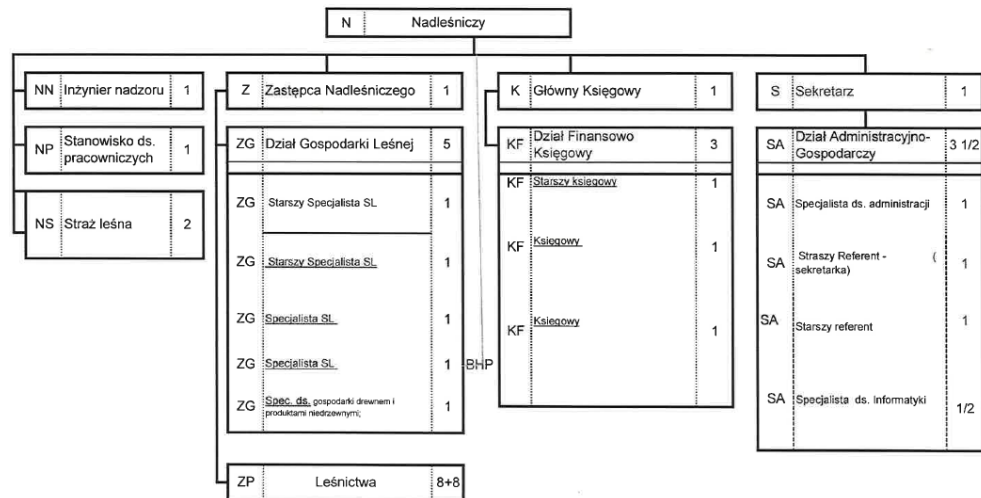 N Nadleśniczy
NN Inżynier nadzoru 1
NP Stanowisko ds. pracowniczych 1
NS Straż leśna 2
Z Zastępca Nadleśniczego 1
ZG Dział Gospodarki Leśnej 5
ZG Starszy Specjalista SL 1
ZG Starszy Specjalista SL 1
ZG Specjalista SL 1
ZG Specjalista SL 1
BHP
ZG Spec. ds. gospodarki drewnem i
produktami niedrzewnymi; 1
ZP Leśnictwa 8+8
K Główny Księgowy 1
KF Dział Finansowo
Księgowy 3
KF Starszy księgowy 1
KF Księgowy 1
KF Księgowy 1
S Sekretarz 1
SA Dział Administracyjno-
Gospodarczy 3 1/2
SA Specjalista ds. administracji 1
SA Straszy Referent - (
sekretarka) 1
SA Starszy referent 1
SA Specjalista ds. Informatyki 1/2